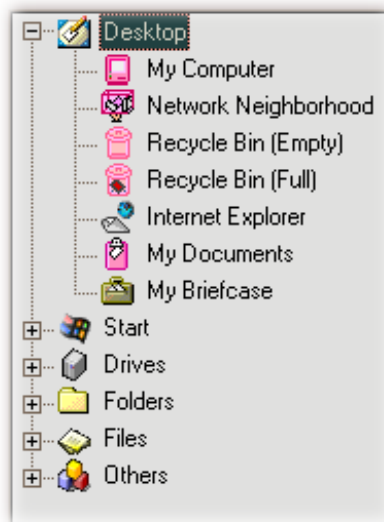 Desktop
My Computer
Network Neighborhood
Recycle Bin (Empty)
Recycle Bin (Full)
Internet Explorer
My Documents
My Briefcase
Start
Drives
Folders
Files
Others